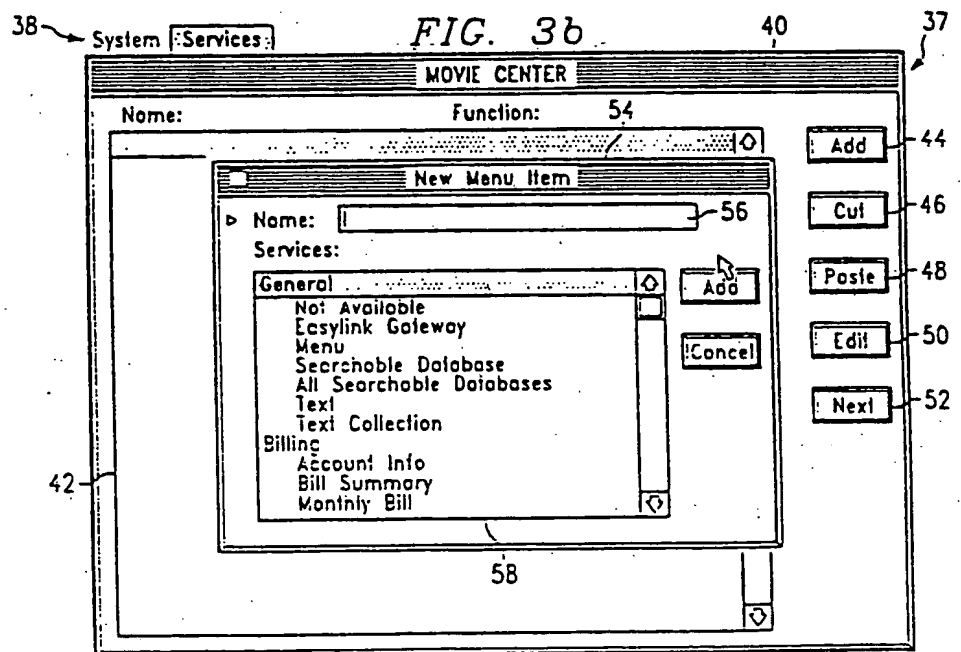 FIG. 3b
38
System Services
40
37
MOVIE CENTER
Name: Function: 54
Add 44
New Menu Item
Name: 56
Cut 46
Services:
General
Add
Paste 48
Not Available
Easylink Gateway
Menu
Edit 50
Cancel
Searchable Database
All Searchable Databases
Text
Next 52
Text Collection
Billing
Account Info
42
Bill Summary
Monthly Bill
58